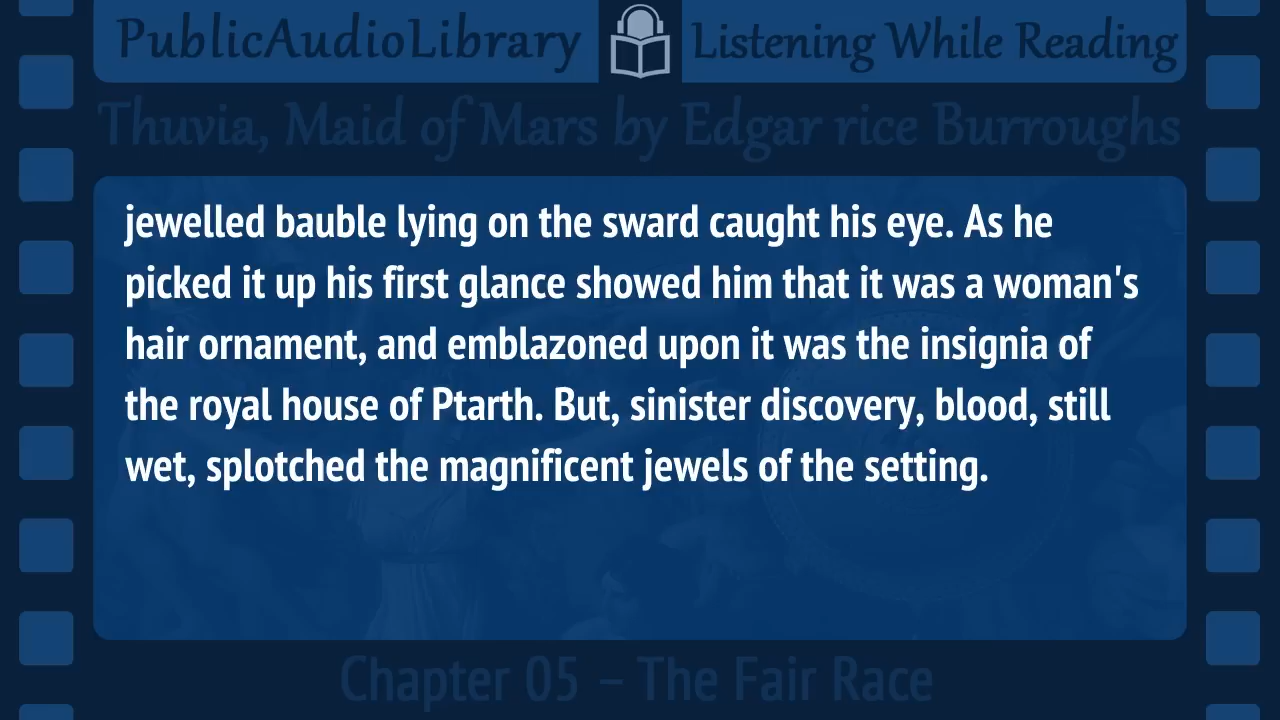 PublicAudioLibrary Listening While Reading
Thuvia, Maid of Mars by Edgar rice Burroughs
jewelled bauble lying on the sward caught his eye. As he
picked it up his first glance showed him that it was a woman's
hair ornament, and emblazoned upon it was the insignia of
the royal house of Ptarth. But, sinister discovery, blood, still
wet, splotched the magnificent jewels of the setting.
Chapter 05 – The Fair Race